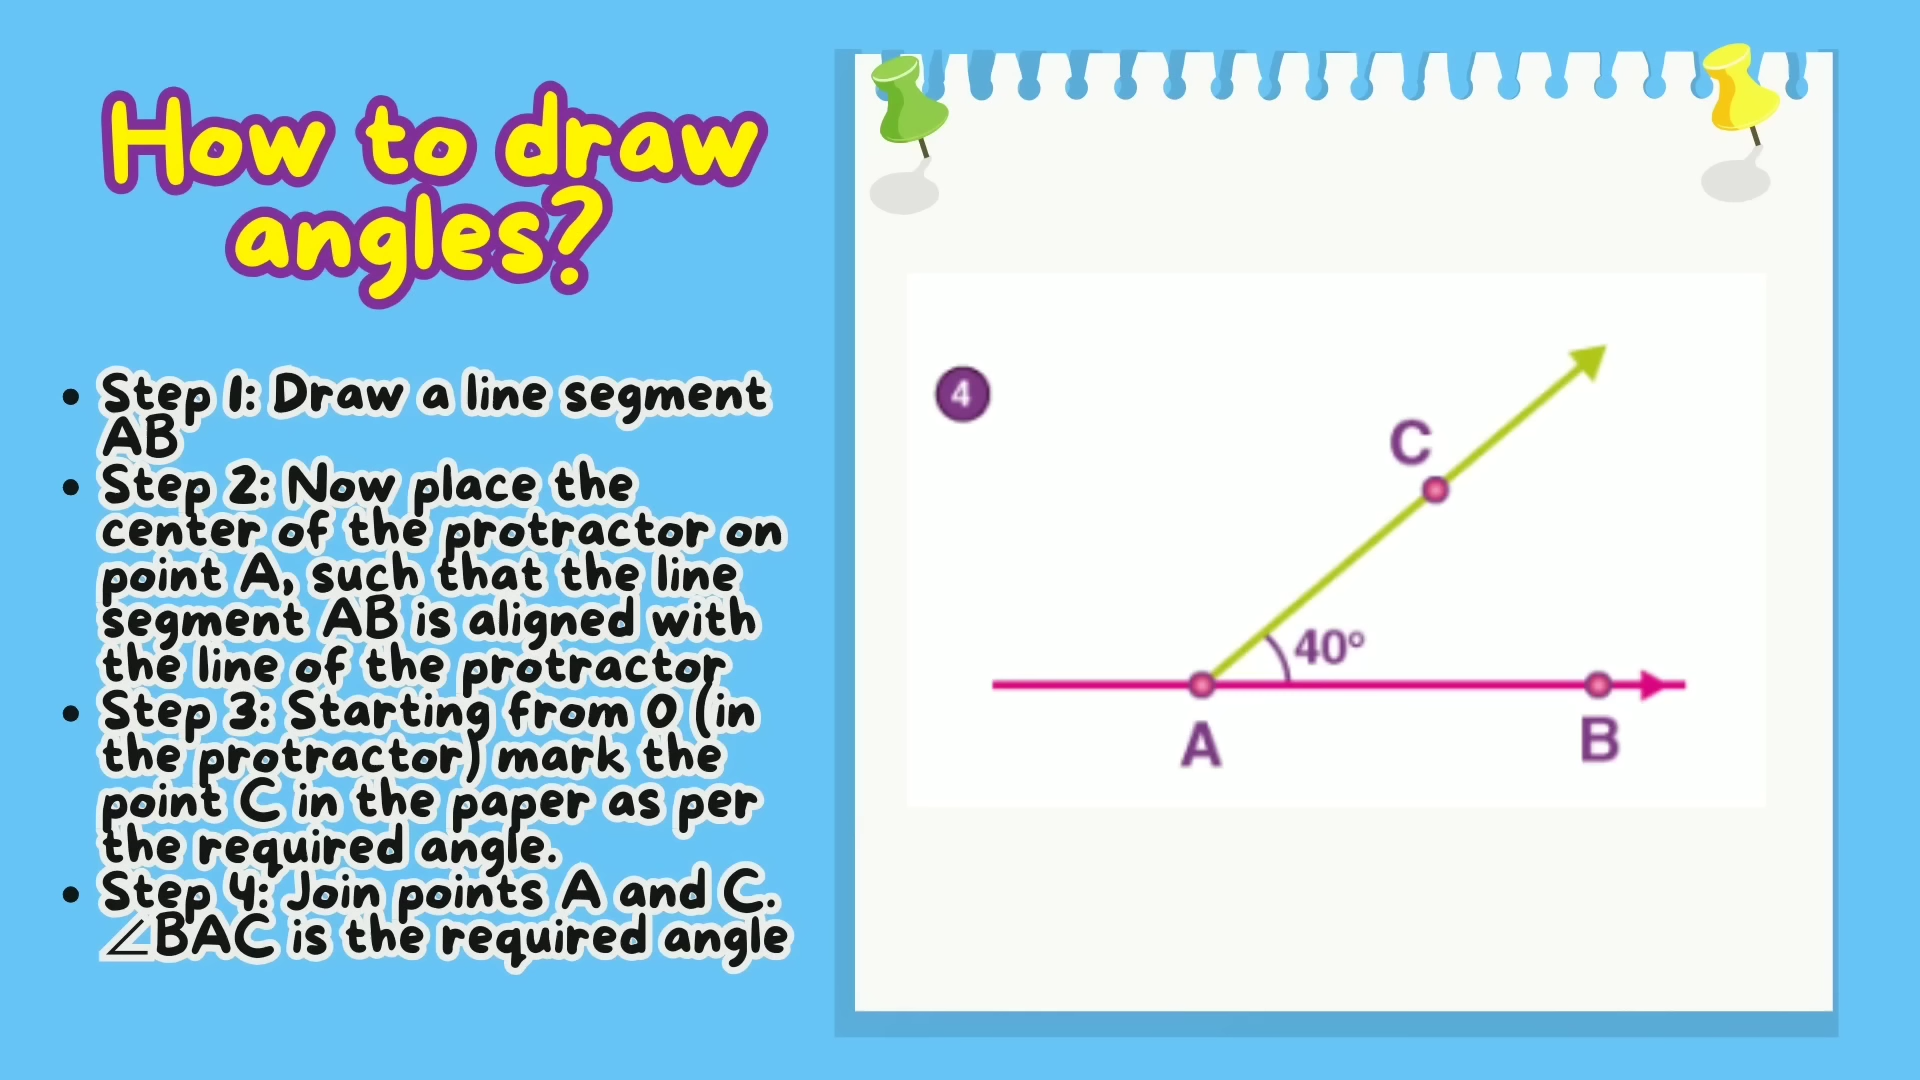 How to draw
angles?
• Step 1: Draw a line segment
AB
• Step 2: Now place the
center of the protractor on
point A, such that the line
segment AB is aligned with
the line of the protractor
• Step 3: Starting from 0 (in
the protractor) mark the
point C in the paper as per
the required angle.
• Step 4: Join points A and C.
∠BAC is the required angle
4
C
40°
A
B